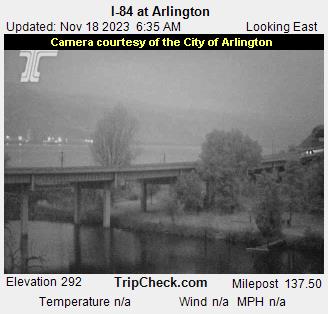 I-84 at Arlington
Updated: Nov 18 2023 6:35 AM Looking East
Camera courtesy of the City of Arlington
Elevation 292 TripCheck.com Milepost 137.50
Temperature n/a Wind n/a MPH n/a